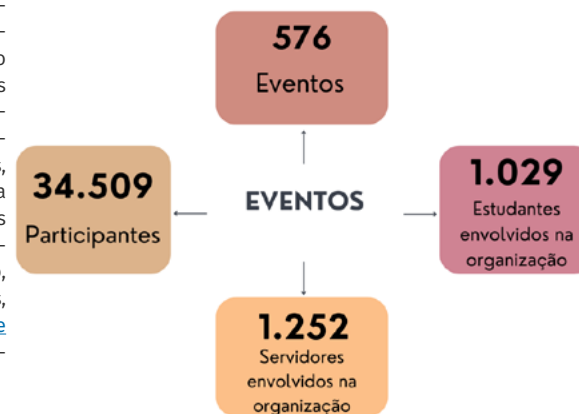 576
Eventos
34.509
Participantes
EVENTOS
1.029
Estudantes
envolvidos na
organização
1.252
Servidores
envolvidos na
organização